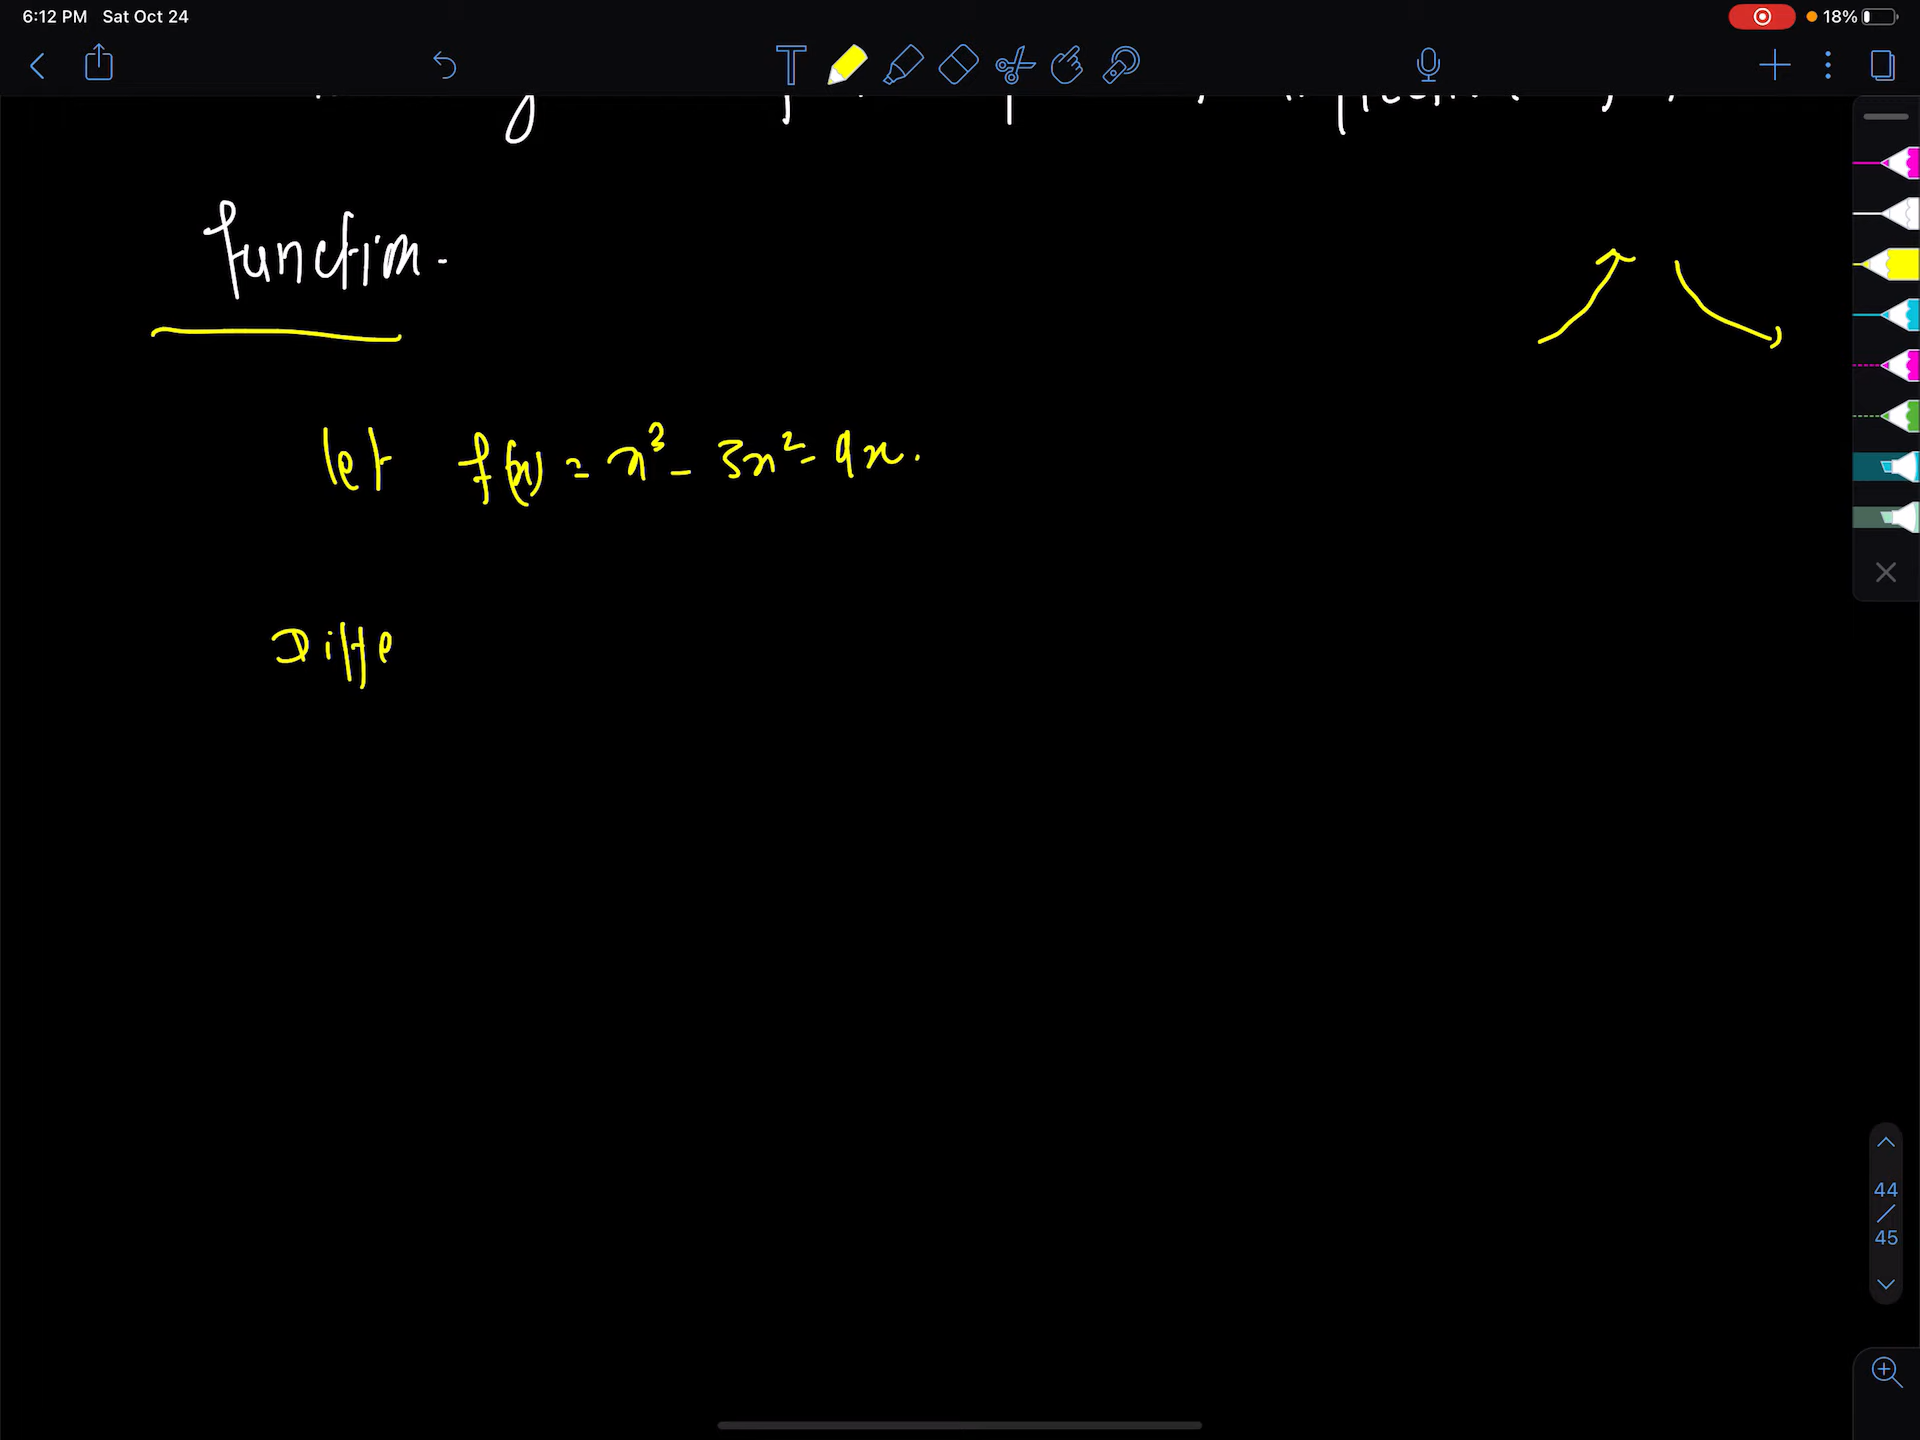 6:12 PM Sat Oct 24
18%
function.
let f(x) = x³ - 3x² - 9x.
Diffe
44
/
45